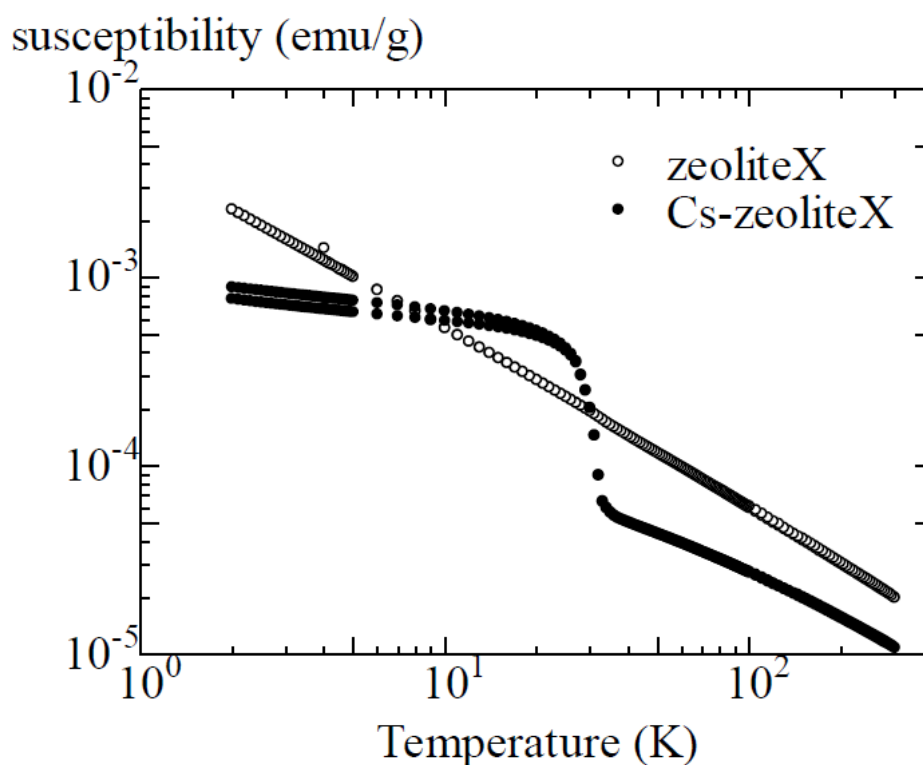 susceptibility (emu/g)
10^-2
zeoliteX
Cs-zeoliteX
10^-3
10^-4
10^-5
10^0 10^1 10^2
Temperature (K)